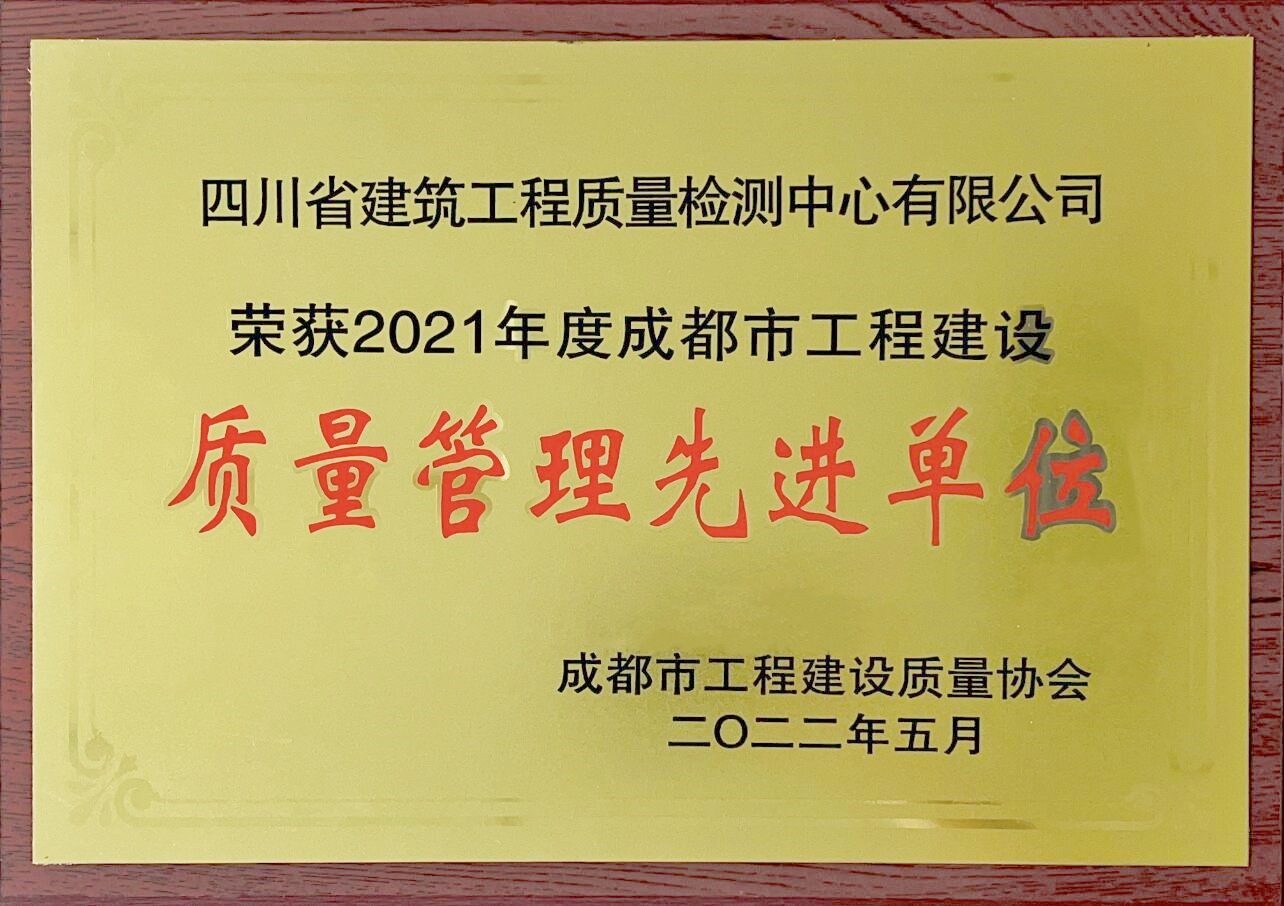 四川省建筑工程质量检测中心有限公司
荣获2021年度成都市工程建设
质量管理先进单位
成都市工程建设质量协会
二〇二二年五月